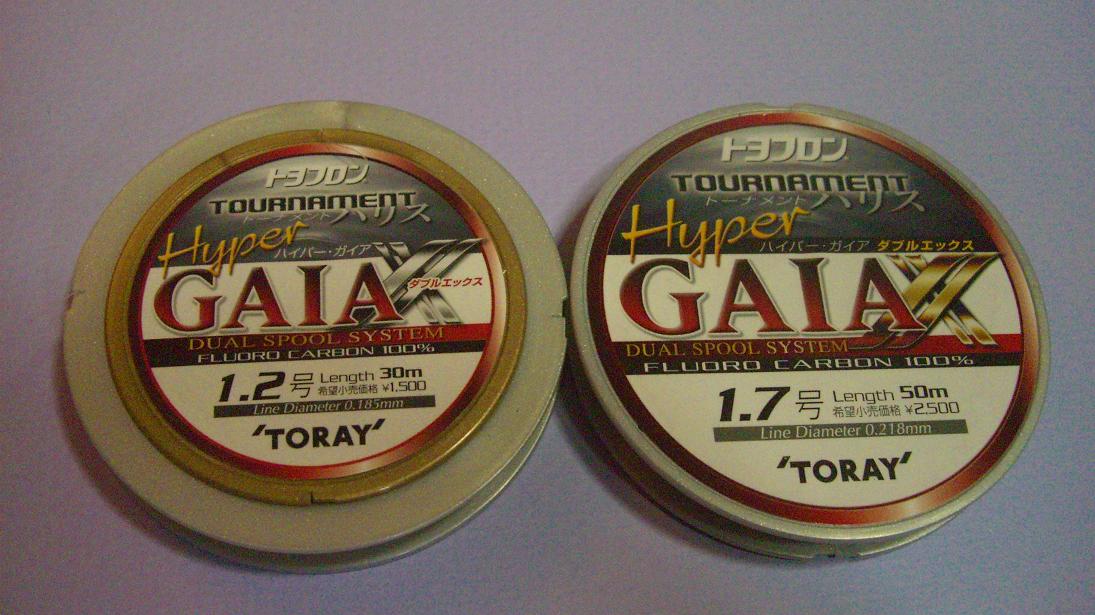 トヨフロン
TOURNAMENT
トーナメントハリス
Hyper
ハイパー・ガイア
GAIA XX
ダブルエックス
DUAL SPOOL SYSTEM
FLUORO CARBON 100%
1.2号 Length 30m
希望小売価格 ¥1,500
Line Diameter 0.185mm
'TORAY'
トヨフロン
TOURNAMENT
トーナメントハリス
Hyper
ハイパー・ガイア ダブルエックス
GAIA XX
DUAL SPOOL SYSTEM
FLUORO CARBON 100%
1.7号 Length 50m
希望小売価格 ¥2,500
Line Diameter 0.218mm
'TORAY'